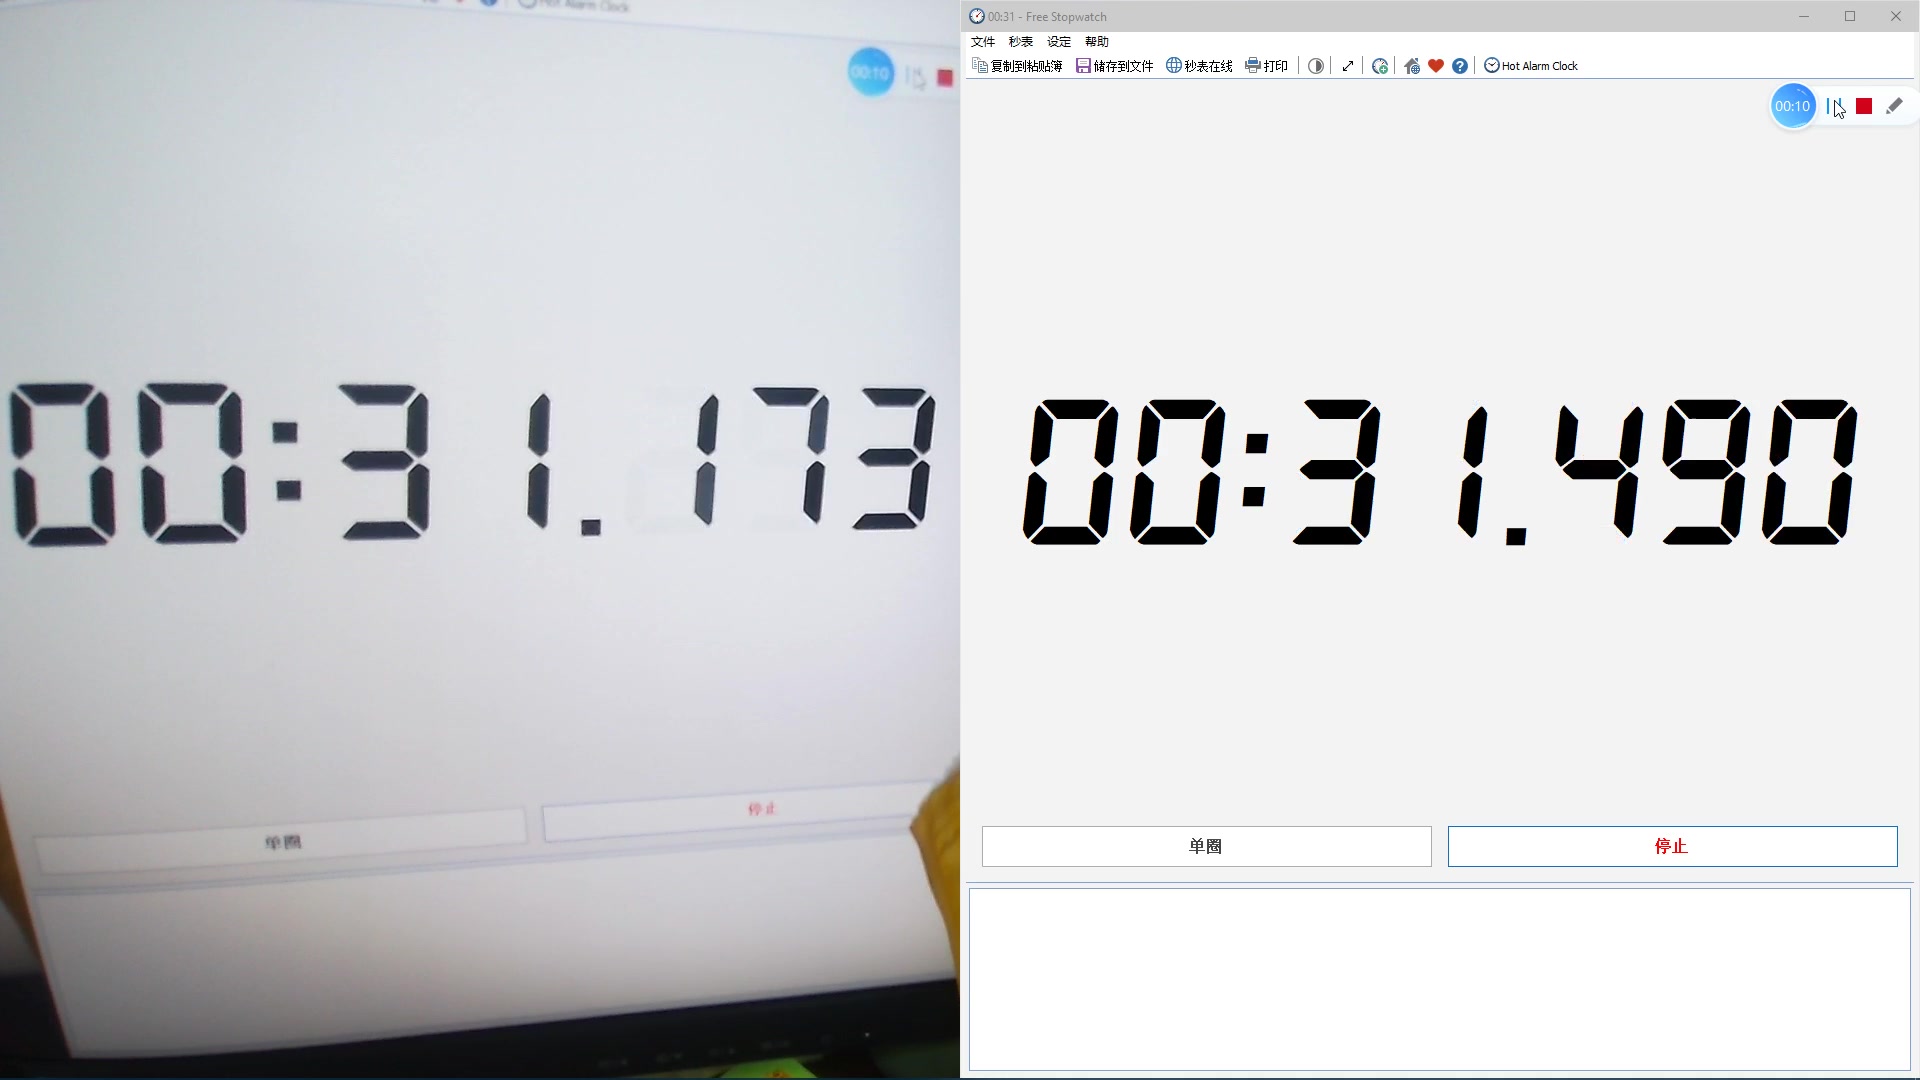 Hot Alarm Clock
00:10
00:31.173
单圈
停止
00:31 - Free Stopwatch
文件 秒表 设定 帮助
复制到粘贴簿 储存到文件 秒表在线 打印 Hot Alarm Clock
00:10
00:31.490
单圈
停止